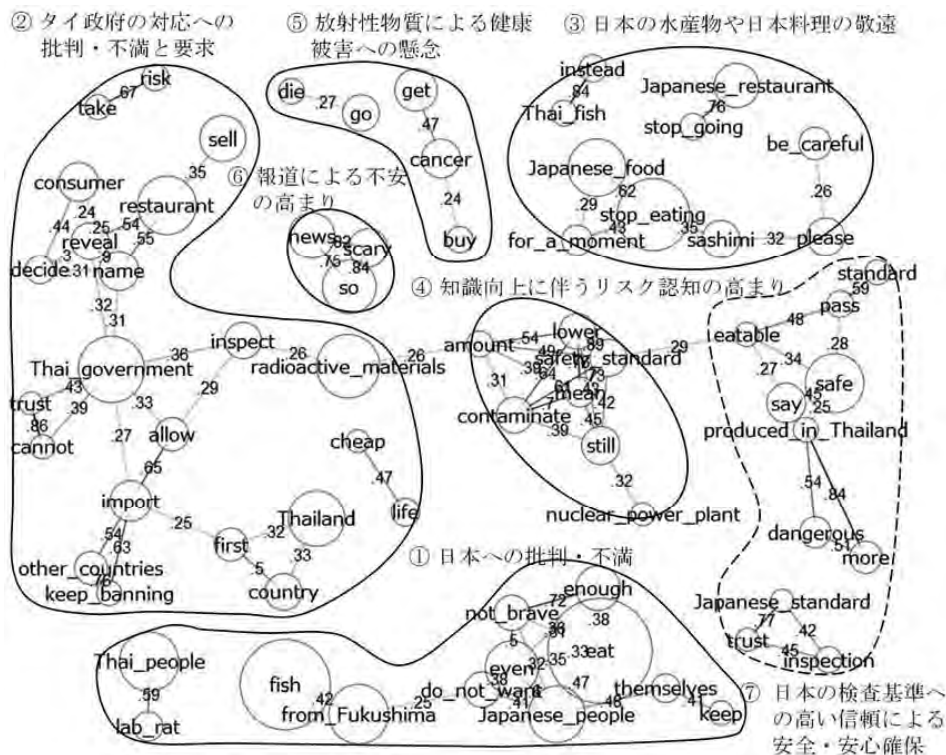 ② タイ政府の対応への
批判・不満と要求
⑤ 放射性物質による健康
被害への懸念
③ 日本の水産物や日本料理の敬遠
risk
.67
take
sell
.35
consumer
.24
restaurant
.44
.25
.54
reveal
.55
.3
.9
decide
.31
name
.32
.31
⑥ 報道による不安
の高まり
news
.82
scary
.75
.84
so
die
.27
go
get
.47
cancer
.24
buy
instead
.84
Thai_fish
Japanese_restaurant
.76
stop_going
be_careful
Japanese_food
.62
.26
.29
stop_eating
.43
.35
for_a_moment
sashimi
.32
please
④ 知識向上に伴うリスク認知の高まり
standard
.59
pass
Thai_government
.36
inspect
.26
radioactive_materials
.26
amount
.54
lower
.89
.49
safety_standard
.29
eatable
.48
.28
.39
.31
.64
.61
mean
.43
.42
contaminate
.7
.45
.39
still
.32
nuclear_power_plant
.34
.27
safe
say
.45
.25
produced_in_Thailand
.54
.84
dangerous
.51
more
trust
.43
.39
.86
cannot
.33
.29
.27
allow
.65
import
.25
cheap
.47
life
Thailand
first
.32
.33
.5
country
.54
.63
other_countries
.76
keep_banning
① 日本への批判・不満
enough
not_brave
.72
.38
.5
eat
.33
.35
.32
even
.38
do_not_want
.47
.41
themselves
.48
.41
Japanese_people
keep
Thai_people
.59
lab_rat
fish
.42
from_Fukushima
.25
Japanese_standard
.77
.42
trust
.45
inspection
⑦ 日本の検査基準へ
の高い信頼による
安全・安心確保